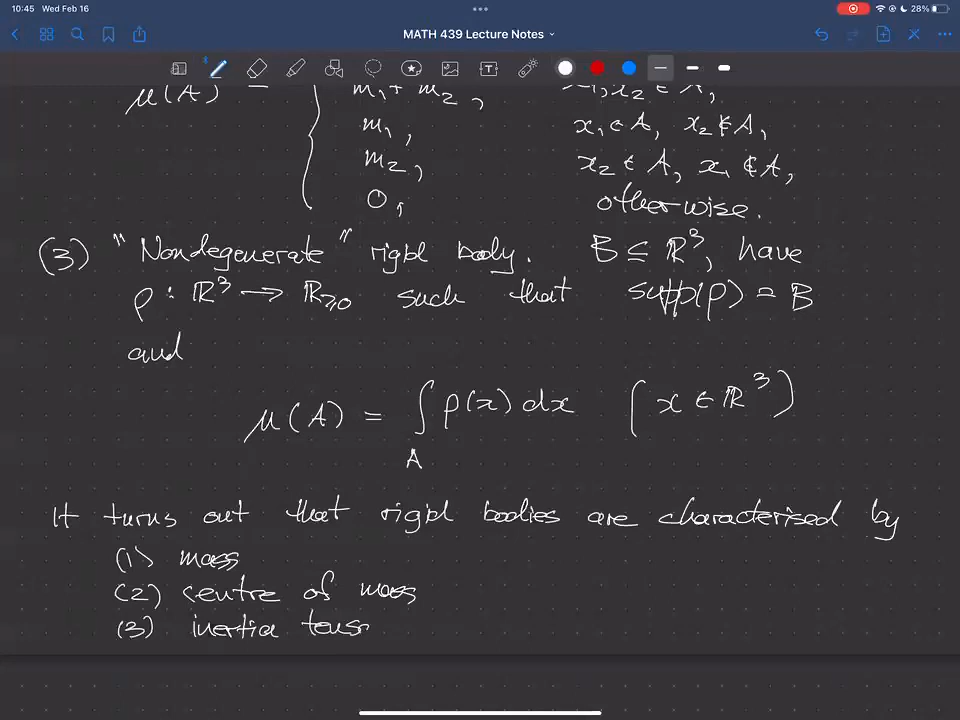 10:45 Wed Feb 16
28%
MATH 439 Lecture Notes
μ(A) = { m₁ + m₂, x₁, x₂ ∈ A,
m₁, x₁ ∈ A, x₂ ∉ A,
m₂, x₂ ∈ A, x₁ ∉ A,
0, otherwise.
(3) "Nondegenerate" rigid body. B ⊆ ℝ³, have
ρ : ℝ³ → ℝ≥0 such that supp(ρ) = B
and
μ(A) = ∫_A ρ(x) dx (x ∈ ℝ³)
It turns out that rigid bodies are characterised by
(1) mass
(2) centre of mass
(3) inertia tens